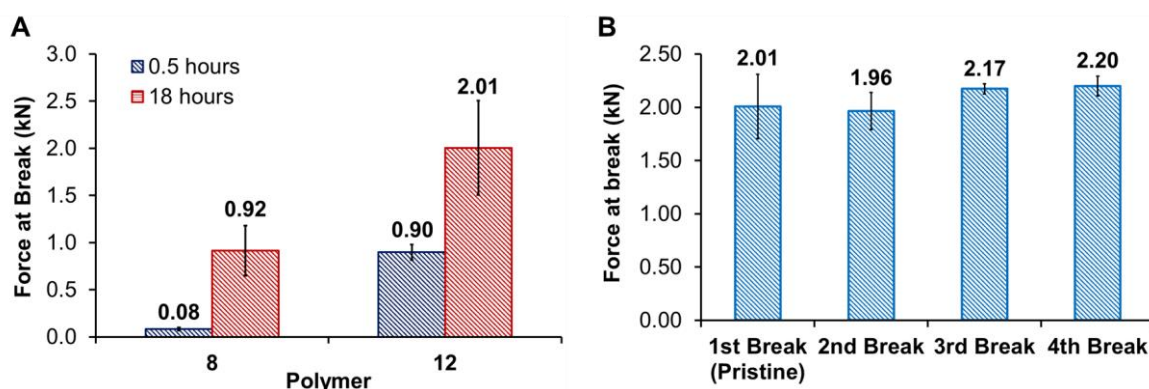 A
Force at Break (kN)
3.0
2.5
2.0
1.5
1.0
0.5
0.0
0.5 hours
18 hours
0.08
0.92
0.90
2.01
8
12
Polymer
B
Force at break (kN)
2.50
2.00
1.50
1.00
0.50
0.00
2.01
1.96
2.17
2.20
1st Break
(Pristine)
2nd Break
3rd Break
4th Break